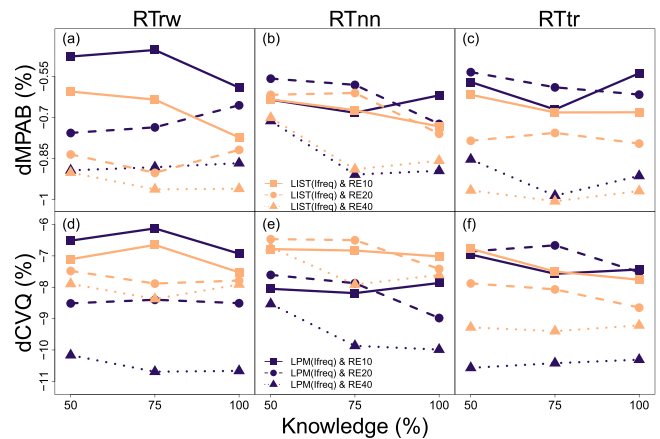 RTrw RTnn RTtr
(a) (b) (c)
dMPAB (%)
-0.55
-0.7
-0.85
-1
LIST(Ifreq) & RE10
LIST(Ifreq) & RE20
LIST(Ifreq) & RE40
(d) (e) (f)
dCVQ (%)
-6
-7
-8
-9
-10
-11
LPM(Ifreq) & RE10
LPM(Ifreq) & RE20
LPM(Ifreq) & RE40
50 75 100 50 75 100 50 75 100
Knowledge (%)